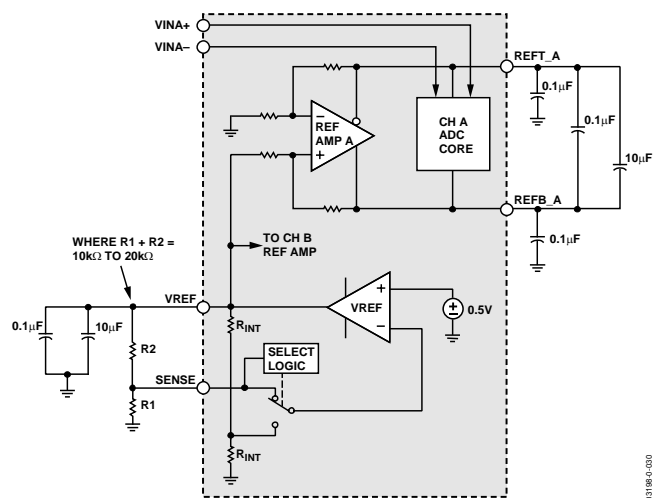 VINA+
VINA–
REFT_A
0.1µF
0.1µF
10µF
–
REF
AMP A
+
CH A
ADC
CORE
REFB_A
0.1µF
TO CH B
REF AMP
WHERE R1 + R2 =
10kΩ TO 20kΩ
VREF
+
VREF
–
0.5V
RINT
0.1µF
10µF
R2
SELECT
LOGIC
SENSE
R1
RINT
03198-0-030